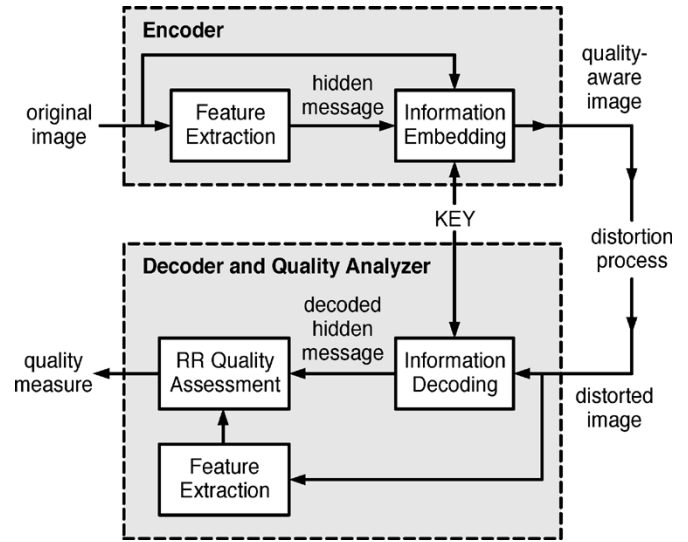 Encoder
original
image
Feature
Extraction
hidden
message
Information
Embedding
quality-
aware
image
KEY
distortion
process
Decoder and Quality Analyzer
quality
measure
RR Quality
Assessment
decoded
hidden
message
Information
Decoding
distorted
image
Feature
Extraction